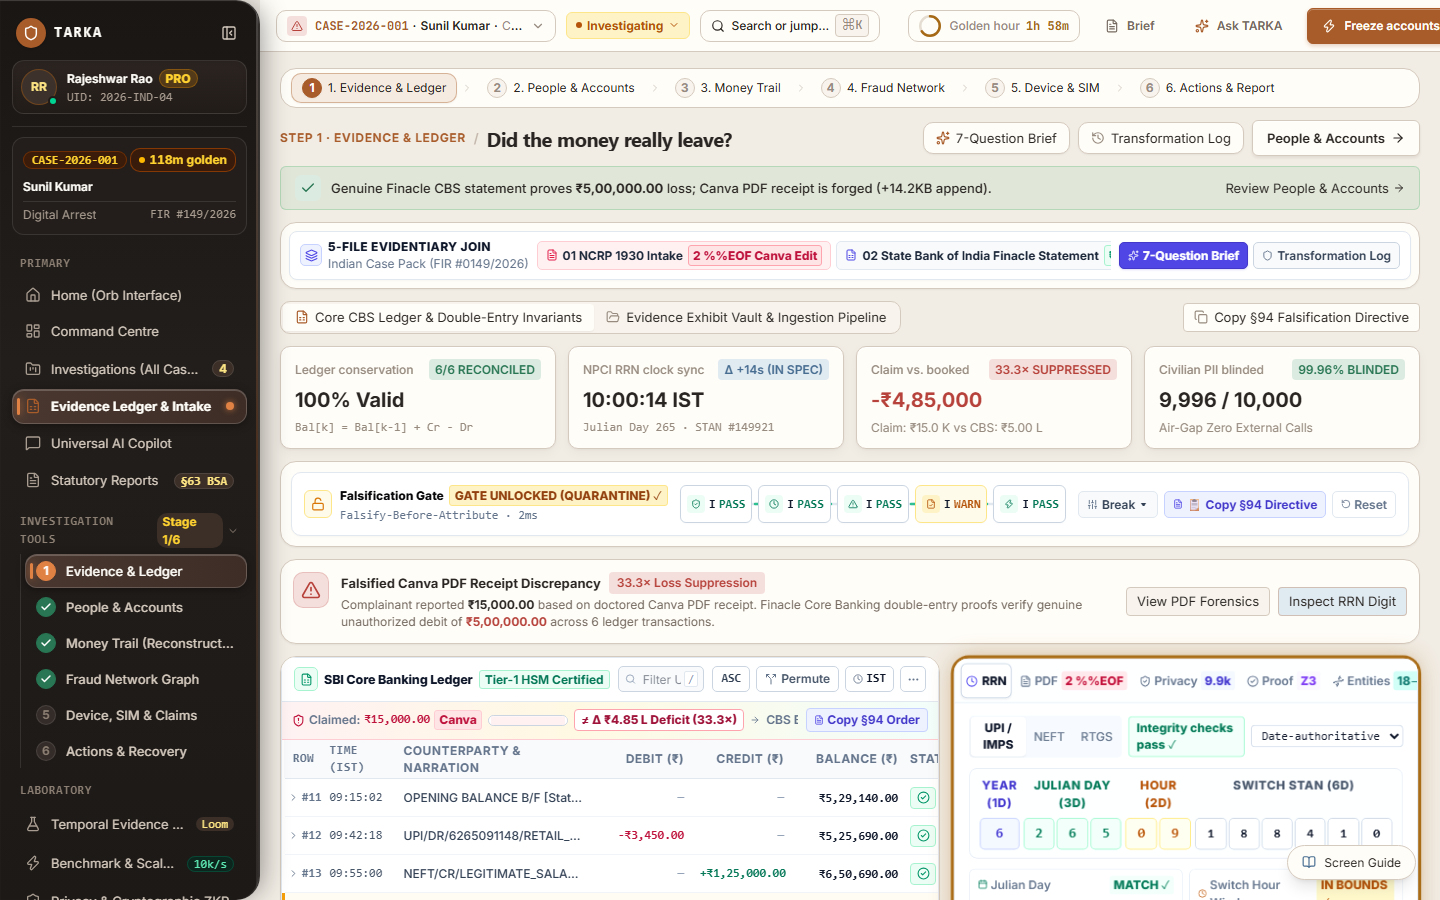 TARKA
RR
Rajeshwar Rao PRO
UID: 2026-IND-04
CASE-2026-001 118m golden
Sunil Kumar
Digital Arrest FIR #149/2026
PRIMARY
Home (Orb Interface)
Command Centre
Investigations (All Cas... 4
Evidence Ledger & Intake
Universal AI Copilot
Statutory Reports §63 BSA
INVESTIGATION TOOLS Stage 1/6
1 Evidence & Ledger
People & Accounts
Money Trail (Reconstruct...
Fraud Network Graph
5 Device, SIM & Claims
6 Actions & Recovery
LABORATORY
Temporal Evidence ... Loom
Benchmark & Scal... 10k/s
CASE-2026-001 · Sunil Kumar · C...
Investigating
Search or jump... ⌘K
Golden hour 1h 58m
Brief
Ask TARKA
Freeze accounts
1 1. Evidence & Ledger
2 2. People & Accounts
3 3. Money Trail
4 4. Fraud Network
5 5. Device & SIM
6 6. Actions & Report
STEP 1 · EVIDENCE & LEDGER / Did the money really leave?
7-Question Brief
Transformation Log
People & Accounts →
Genuine Finacle CBS statement proves ₹5,00,000.00 loss; Canva PDF receipt is forged (+14.2KB append).
Review People & Accounts →
5-FILE EVIDENTIARY JOIN
Indian Case Pack (FIR #0149/2026)
01 NCRP 1930 Intake 2 %%EOF Canva Edit
02 State Bank of India Finacle Statement
7-Question Brief
Transformation Log
Core CBS Ledger & Double-Entry Invariants
Evidence Exhibit Vault & Ingestion Pipeline
Copy §94 Falsification Directive
Ledger conservation 6/6 RECONCILED
100% Valid
Bal[k] = Bal[k-1] + Cr - Dr
NPCI RRN clock sync Δ +14s (IN SPEC)
10:00:14 IST
Julian Day 265 · STAN #149921
Claim vs. booked 33.3× SUPPRESSED
-₹4,85,000
Claim: ₹15.0 K vs CBS: ₹5.00 L
Civilian PII blinded 99.96% BLINDED
9,996 / 10,000
Air-Gap Zero External Calls
Falsification Gate GATE UNLOCKED (QUARANTINE) ✓
Falsify-Before-Attribute · 2ms
I PASS
I PASS
I PASS
I WARN
I PASS
Break
Copy §94 Directive
Reset
Falsified Canva PDF Receipt Discrepancy 33.3× Loss Suppression
Complainant reported ₹15,000.00 based on doctored Canva PDF receipt. Finacle Core Banking double-entry proofs verify genuine
unauthorized debit of ₹5,00,000.00 across 6 ledger transactions.
View PDF Forensics
Inspect RRN Digit
SBI Core Banking Ledger Tier-1 HSM Certified
Filter /
ASC
Permute
IST
...
Claimed: ₹15,000.00 Canva
≠ Δ ₹4.85 L Deficit (33.3×)
→ CBS
Copy §94 Order
ROW TIME (IST) COUNTERPARTY & NARRATION DEBIT (₹) CREDIT (₹) BALANCE (₹) STAT
#11 09:15:02 OPENING BALANCE B/F [Stat... — — ₹5,29,140.00
#12 09:42:18 UPI/DR/6265091148/RETAIL_... -₹3,450.00 — ₹5,25,690.00
#13 09:55:00 NEFT/CR/LEGITIMATE_SALA... — +₹1,25,000.00 ₹6,50,690.00
RRN
PDF 2 %%EOF
Privacy 9.9k
Proof Z3
Entities 18-
UPI / IMPS
NEFT
RTGS
Integrity checks pass ✓
Date-authoritative
YEAR (1D)
JULIAN DAY (3D)
HOUR (2D)
SWITCH STAN (6D)
6 2 6 5 0 9 1 8 8 4 1 0
Julian Day MATCH ✓
Switch Hour IN BOUNDS
Screen Guide